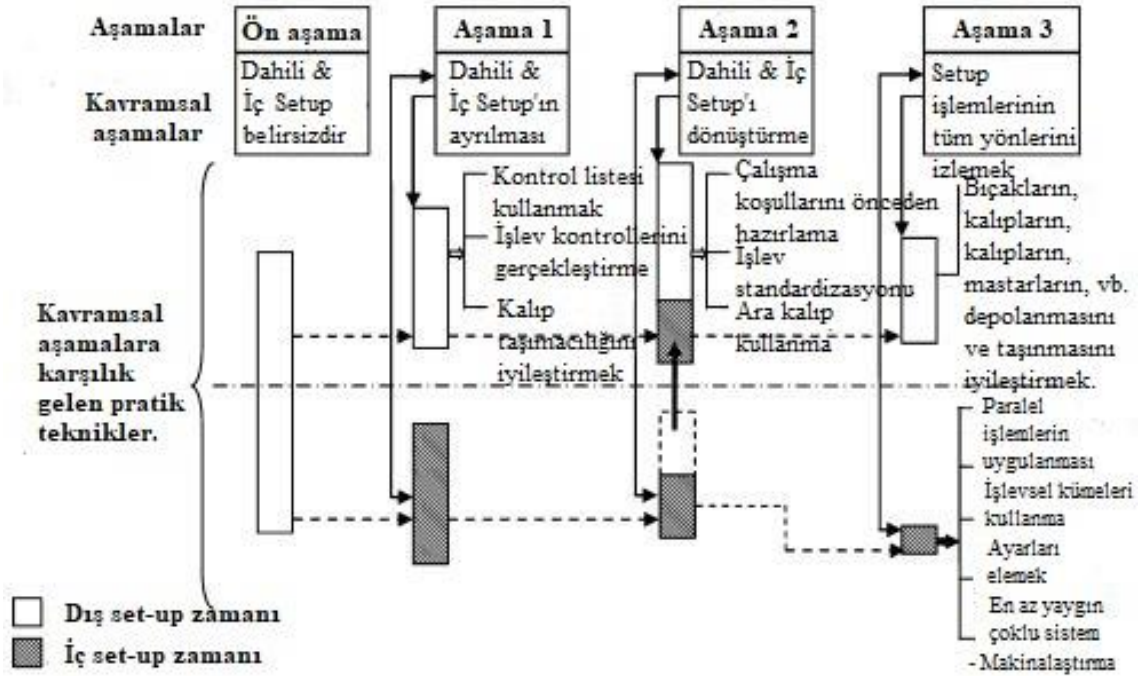 Aşamalar
Ön aşama
Aşama 1
Aşama 2
Aşama 3
Kavramsal
aşamalar
Dahili &
İç Setup
belirsizdir
Dahili &
İç Setup'ın
ayrılması
Dahili & İç
Setup'ı
dönüştürme
Setup
işlemlerinin
tüm yönlerini
izlemek
Kavramsal
aşamalara
karşılık
gelen pratik
teknikler.
Kontrol listesi
kullanmak
İşlev kontrollerini
gerçekleştirme
Kalıp
taşımacılığını
iyileştirmek
Çalışma
koşullarını önceden
hazırlama
İşlev
standardizasyonu
Ara kalıp
kullanma
Bıçakların,
kalıpların,
kalıpların,
mastarların, vb.
depolanmasını
ve taşınmasını
iyileştirmek.
Paralel
işlemlerin
uygulanması
İşlevsel kümeleri
kullanma
Ayarları
elemek
En az yaygın
çoklu sistem
- Makinalaştırma
Dış set-up zamanı
İç set-up zamanı